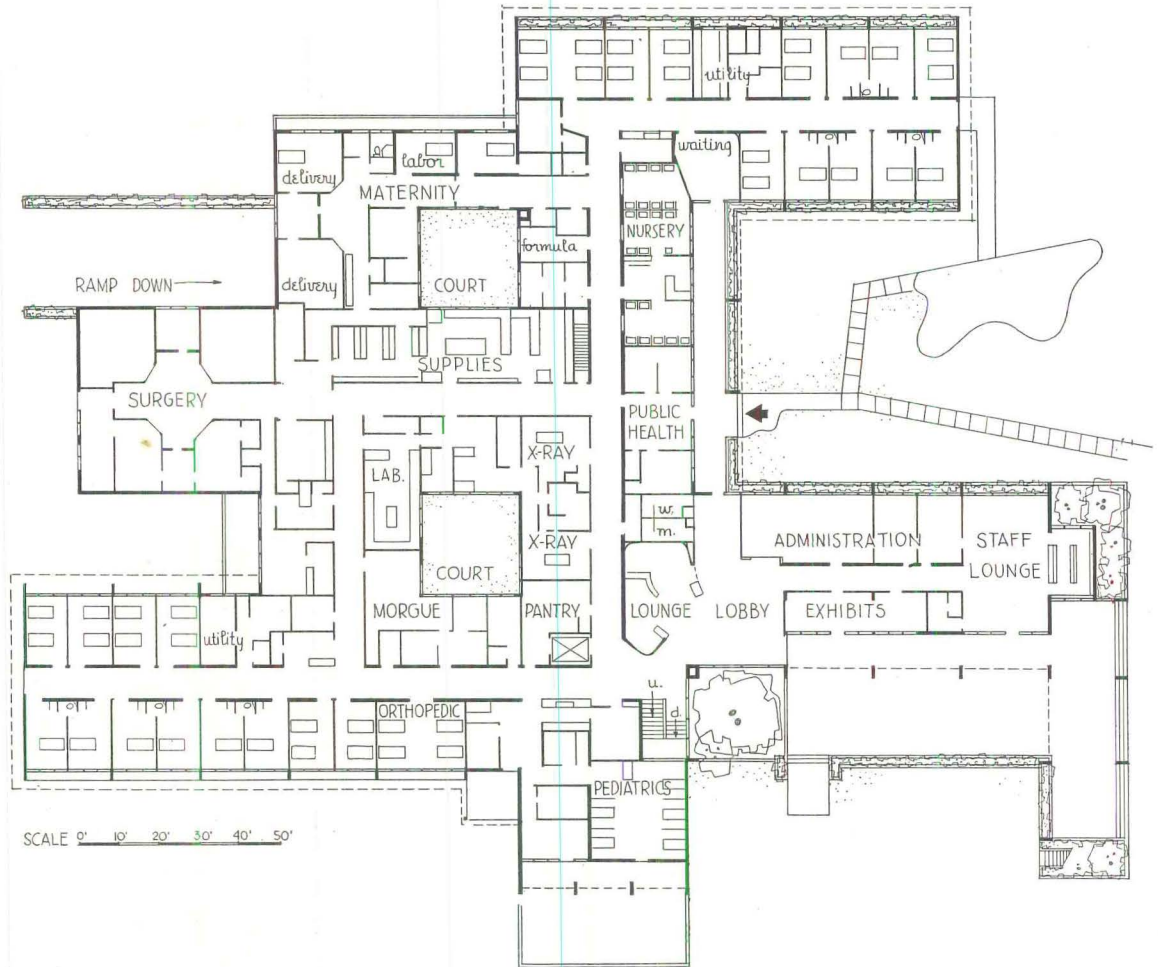 utility
waiting
labor
delivery
MATERNITY
NURSERY
formula
RAMP DOWN
delivery
COURT
SUPPLIES
SURGERY
PUBLIC
HEALTH
X-RAY
LAB.
w.
m.
X-RAY
ADMINISTRATION
STAFF
LOUNGE
COURT
MORGUE
PANTRY
LOUNGE
LOBBY
EXHIBITS
utility
u.
d.
ORTHOPEDIC
PEDIATRICS
SCALE 0' 10' 20' 30' 40' 50'